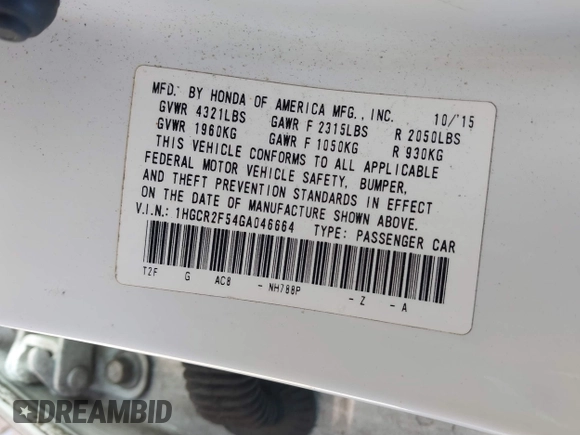 MFD. BY HONDA OF AMERICA MFG., INC. 10/'15
GVWR 4321LBS GAWR F 2315LBS R 2050LBS
GVWR 1960KG GAWR F 1050KG R 930KG
THIS VEHICLE CONFORMS TO ALL APPLICABLE
FEDERAL MOTOR VEHICLE SAFETY, BUMPER,
AND THEFT PREVENTION STANDARDS IN EFFECT
ON THE DATE OF MANUFACTURE SHOWN ABOVE.
V.I.N.: 1HGCR2F54GA046664 TYPE: PASSENGER CAR
T2F G AC8 - NH788P - Z - A
DREAMBID